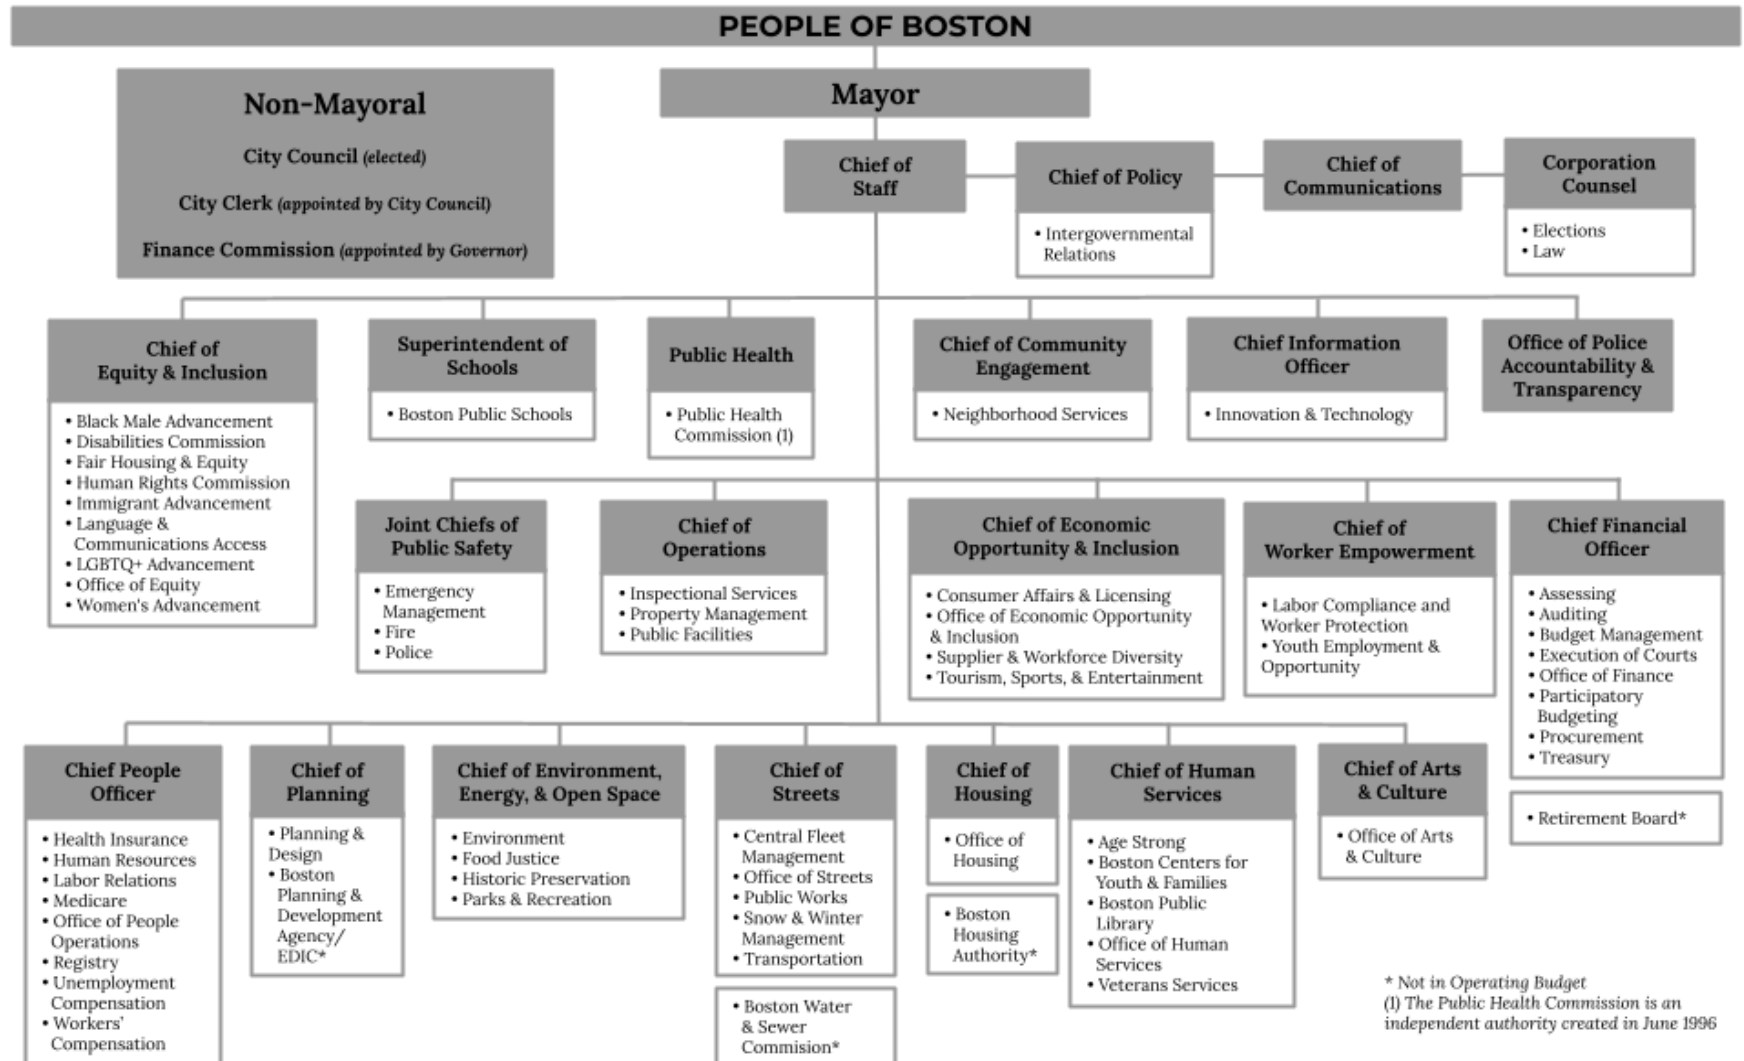 PEOPLE OF BOSTON
Non-Mayoral
City Council (elected)
City Clerk (appointed by City Council)
Finance Commission (appointed by Governor)
Mayor
Chief of
Staff
Chief of Policy
• Intergovernmental
Relations
Chief of
Communications
Corporation
Counsel
• Elections
• Law
Chief of
Equity & Inclusion
• Black Male Advancement
• Disabilities Commission
• Fair Housing & Equity
• Human Rights Commission
• Immigrant Advancement
• Language &
Communications Access
• LGBTQ+ Advancement
• Office of Equity
• Women's Advancement
Superintendent of
Schools
• Boston Public Schools
Public Health
• Public Health
Commission (1)
Chief of Community
Engagement
• Neighborhood Services
Chief Information
Officer
• Innovation & Technology
Office of Police
Accountability &
Transparency
Joint Chiefs of
Public Safety
• Emergency
Management
• Fire
• Police
Chief of
Operations
• Inspectional Services
• Property Management
• Public Facilities
Chief of Economic
Opportunity & Inclusion
• Consumer Affairs & Licensing
• Office of Economic Opportunity
& Inclusion
• Supplier & Workforce Diversity
• Tourism, Sports, & Entertainment
Chief of
Worker Empowerment
• Labor Compliance and
Worker Protection
• Youth Employment &
Opportunity
Chief Financial
Officer
• Assessing
• Auditing
• Budget Management
• Execution of Courts
• Office of Finance
• Participatory
Budgeting
• Procurement
• Treasury
• Retirement Board*
Chief People
Officer
• Health Insurance
• Human Resources
• Labor Relations
• Medicare
• Office of People
Operations
• Registry
• Unemployment
Compensation
• Workers'
Compensation
Chief of
Planning
• Planning &
Design
• Boston
Planning &
Development
Agency/
EDIC*
Chief of Environment,
Energy, & Open Space
• Environment
• Food Justice
• Historic Preservation
• Parks & Recreation
Chief of
Streets
• Central Fleet
Management
• Office of Streets
• Public Works
• Snow & Winter
Management
• Transportation
• Boston Water
& Sewer
Commision*
Chief of
Housing
• Office of
Housing
• Boston
Housing
Authority*
Chief of Human
Services
• Age Strong
• Boston Centers for
Youth & Families
• Boston Public
Library
• Office of Human
Services
• Veterans Services
Chief of Arts
& Culture
• Office of Arts
& Culture
* Not in Operating Budget
(1) The Public Health Commission is an
independent authority created in June 1996